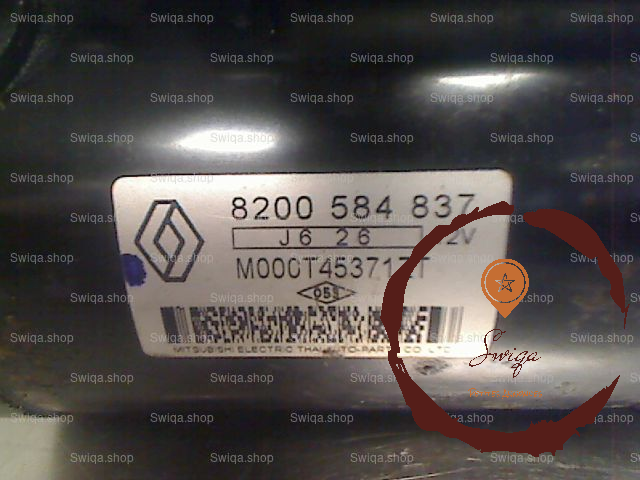 8200 584 837
J6 26 12V
M000T45371ZT
MITSUBISHI ELECTRIC THAI AUTO-PARTS CO. LTD.
Swiqa
Swiqa.shop